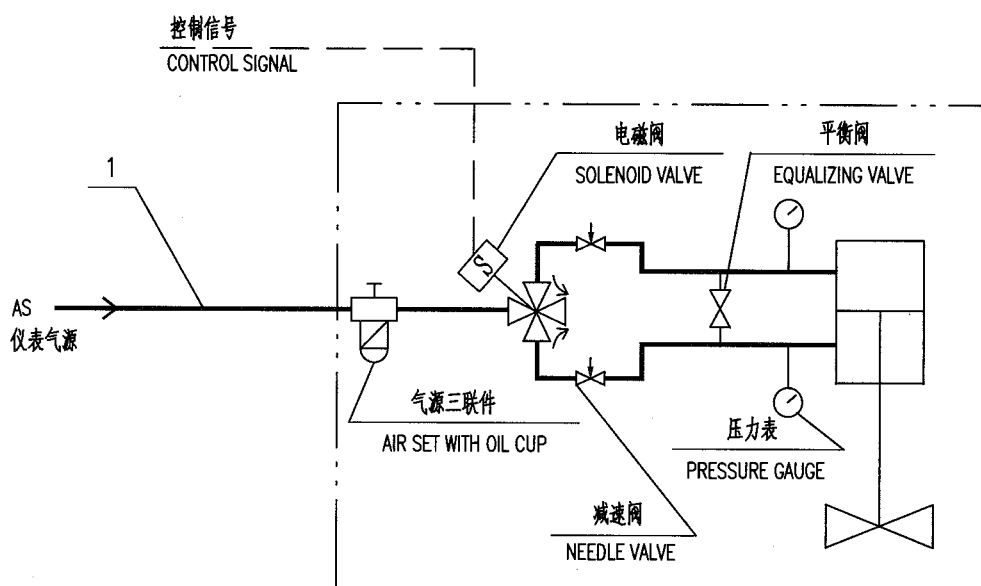 控制信号
CONTROL SIGNAL
电磁阀
SOLENOID VALVE
平衡阀
EQUALIZING VALVE
1
S
AS
仪表气源
气源三联件
AIR SET WITH OIL CUP
压力表
PRESSURE GAUGE
减速阀
NEEDLE VALVE